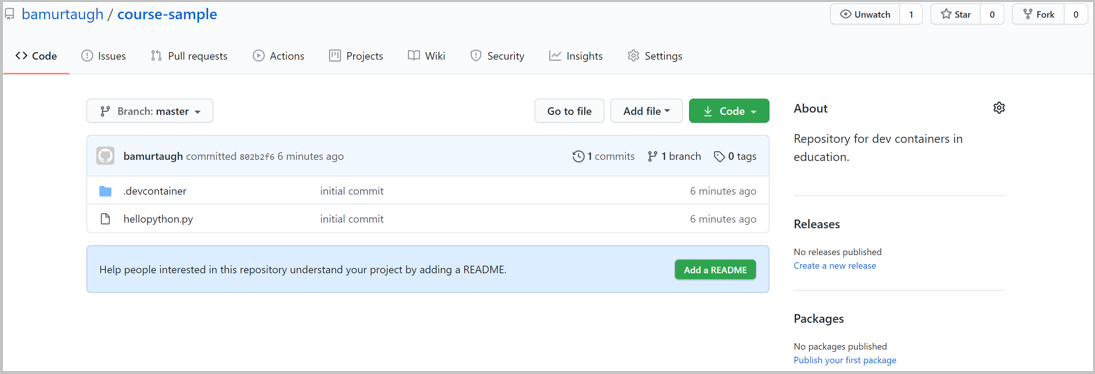 bamurtaugh / course-sample
Unwatch 1 Star 0 Fork 0
Code Issues Pull requests Actions Projects Wiki Security Insights Settings
Branch: master Go to file Add file Code
bamurtaugh committed 802b2f6 6 minutes ago 1 commits 1 branch 0 tags
.devcontainer initial commit 6 minutes ago
hellopython.py initial commit 6 minutes ago
Help people interested in this repository understand your project by adding a README. Add a README
About
Repository for dev containers in
education.
Releases
No releases published
Create a new release
Packages
No packages published
Publish your first package